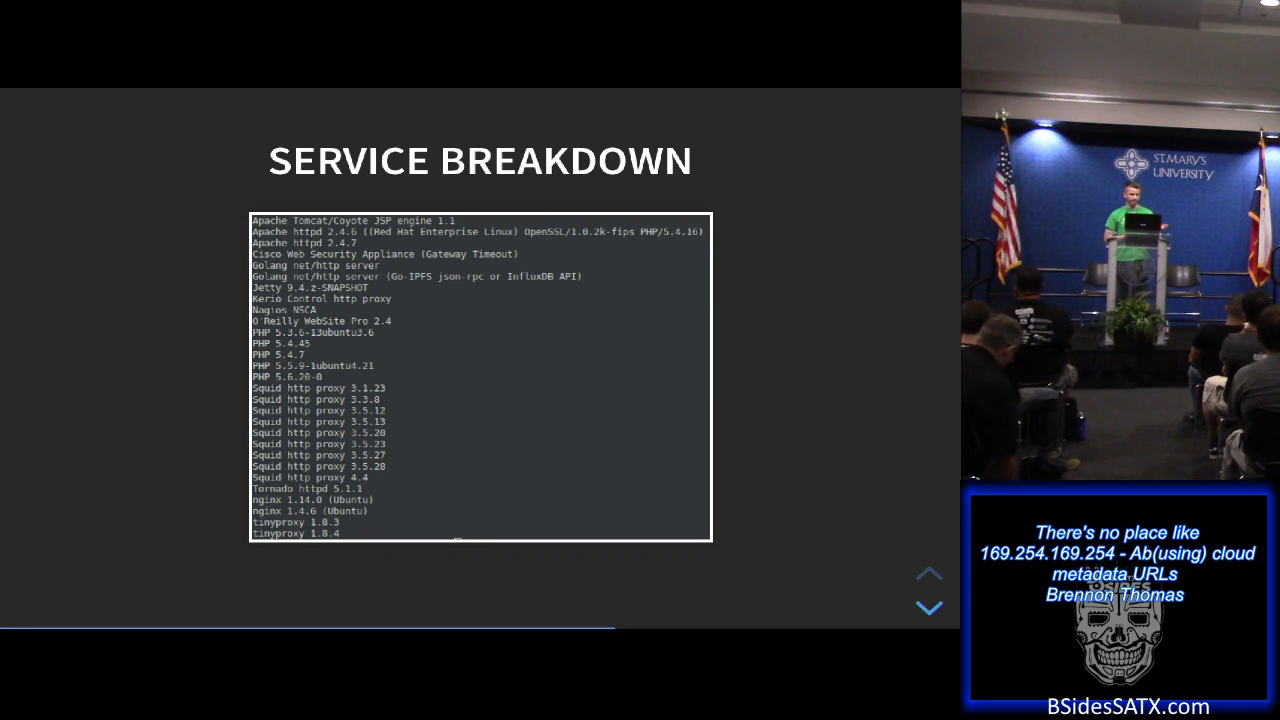 SERVICE BREAKDOWN
Apache Tomcat/Coyote JSP engine 1.1
Apache httpd 2.4.6 ((Red Hat Enterprise Linux) OpenSSL/1.0.2k-fips PHP/5.4.16)
Apache httpd 2.4.7
Cisco Web Security Appliance (Gateway Timeout)
Golang net/http server
Golang net/http server (Go-IPFS json-rpc or InfluxDB API)
Jetty 9.4.z-SNAPSHOT
Kerio Control http proxy
Nagios NSCA
O'Reilly WebSite Pro 2.4
PHP 5.3.6-13ubuntu3.6
PHP 5.4.45
PHP 5.4.7
PHP 5.5.9-1ubuntu4.21
PHP 5.6.20-0
Squid http proxy 3.1.23
Squid http proxy 3.3.8
Squid http proxy 3.5.12
Squid http proxy 3.5.13
Squid http proxy 3.5.20
Squid http proxy 3.5.23
Squid http proxy 3.5.27
Squid http proxy 3.5.28
Squid http proxy 4.4
Tornado httpd 5.1.1
nginx 1.14.0 (Ubuntu)
nginx 1.4.6 (Ubuntu)
tinyproxy 1.8.3
tinyproxy 1.8.4
ST. MARY'S
UNIVERSITY
There's no place like
169.254.169.254 - Ab(using) cloud
metadata URLs
Brennon Thomas
BSIDES
BSidesSATX.com